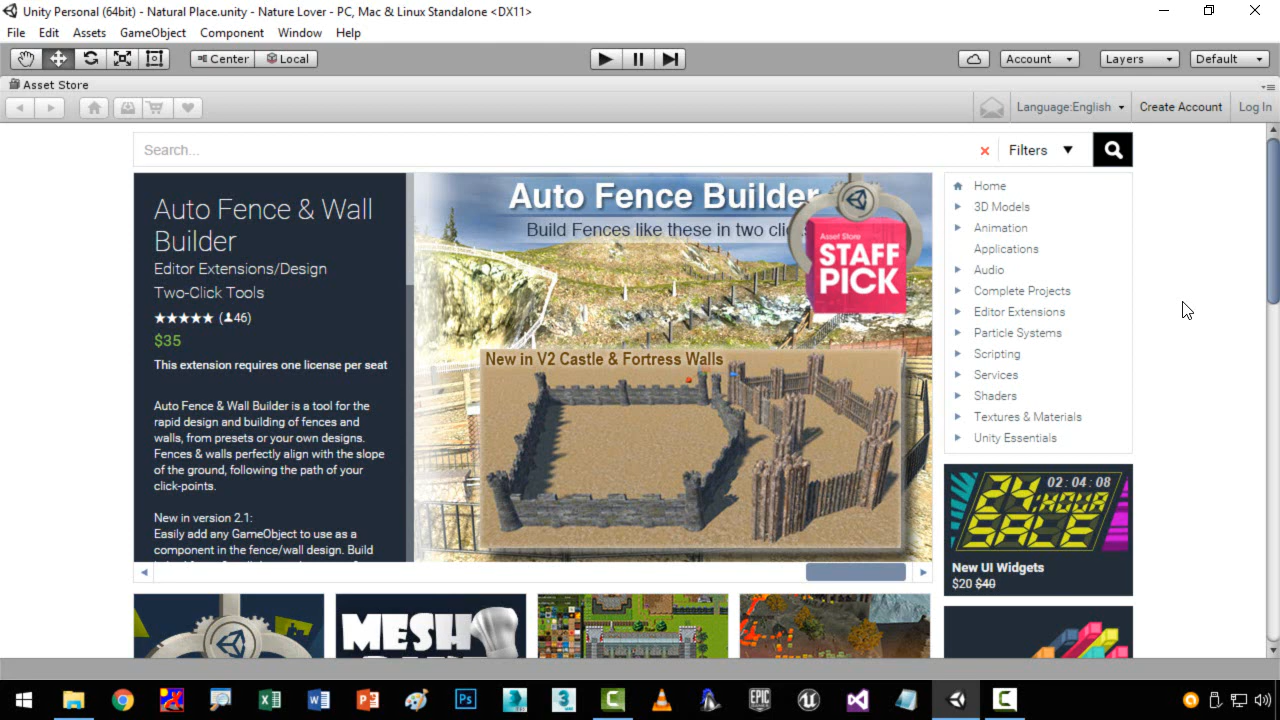 Unity Personal (64bit) - Natural Place.unity - Nature Lover - PC, Mac & Linux Standalone <DX11>
File Edit Assets GameObject Component Window Help
Center Local Account Layers Default
Asset Store
Language:English Create Account Log In
Search... × Filters
Auto Fence & Wall
Builder
Editor Extensions/Design
Two-Click Tools
★★★★★ (46)
$35
This extension requires one license per seat
Auto Fence & Wall Builder is a tool for the
rapid design and building of fences and
walls, from presets or your own designs.
Fences & walls perfectly align with the slope
of the ground, following the path of your
click-points.
New in version 2.1:
Easily add any GameObject to use as a
component in the fence/wall design. Build
Auto Fence Builder
Build Fences like these in two
Asset Store
STAFF
PICK
New in V2 Castle & Fortress Walls
Home
3D Models
Animation
Applications
Audio
Complete Projects
Editor Extensions
Particle Systems
Scripting
Services
Shaders
Textures & Materials
Unity Essentials
02:04:08
24 HOUR
SALE
New UI Widgets
$20 $40
MESH
Ps
EPIC
GAMES